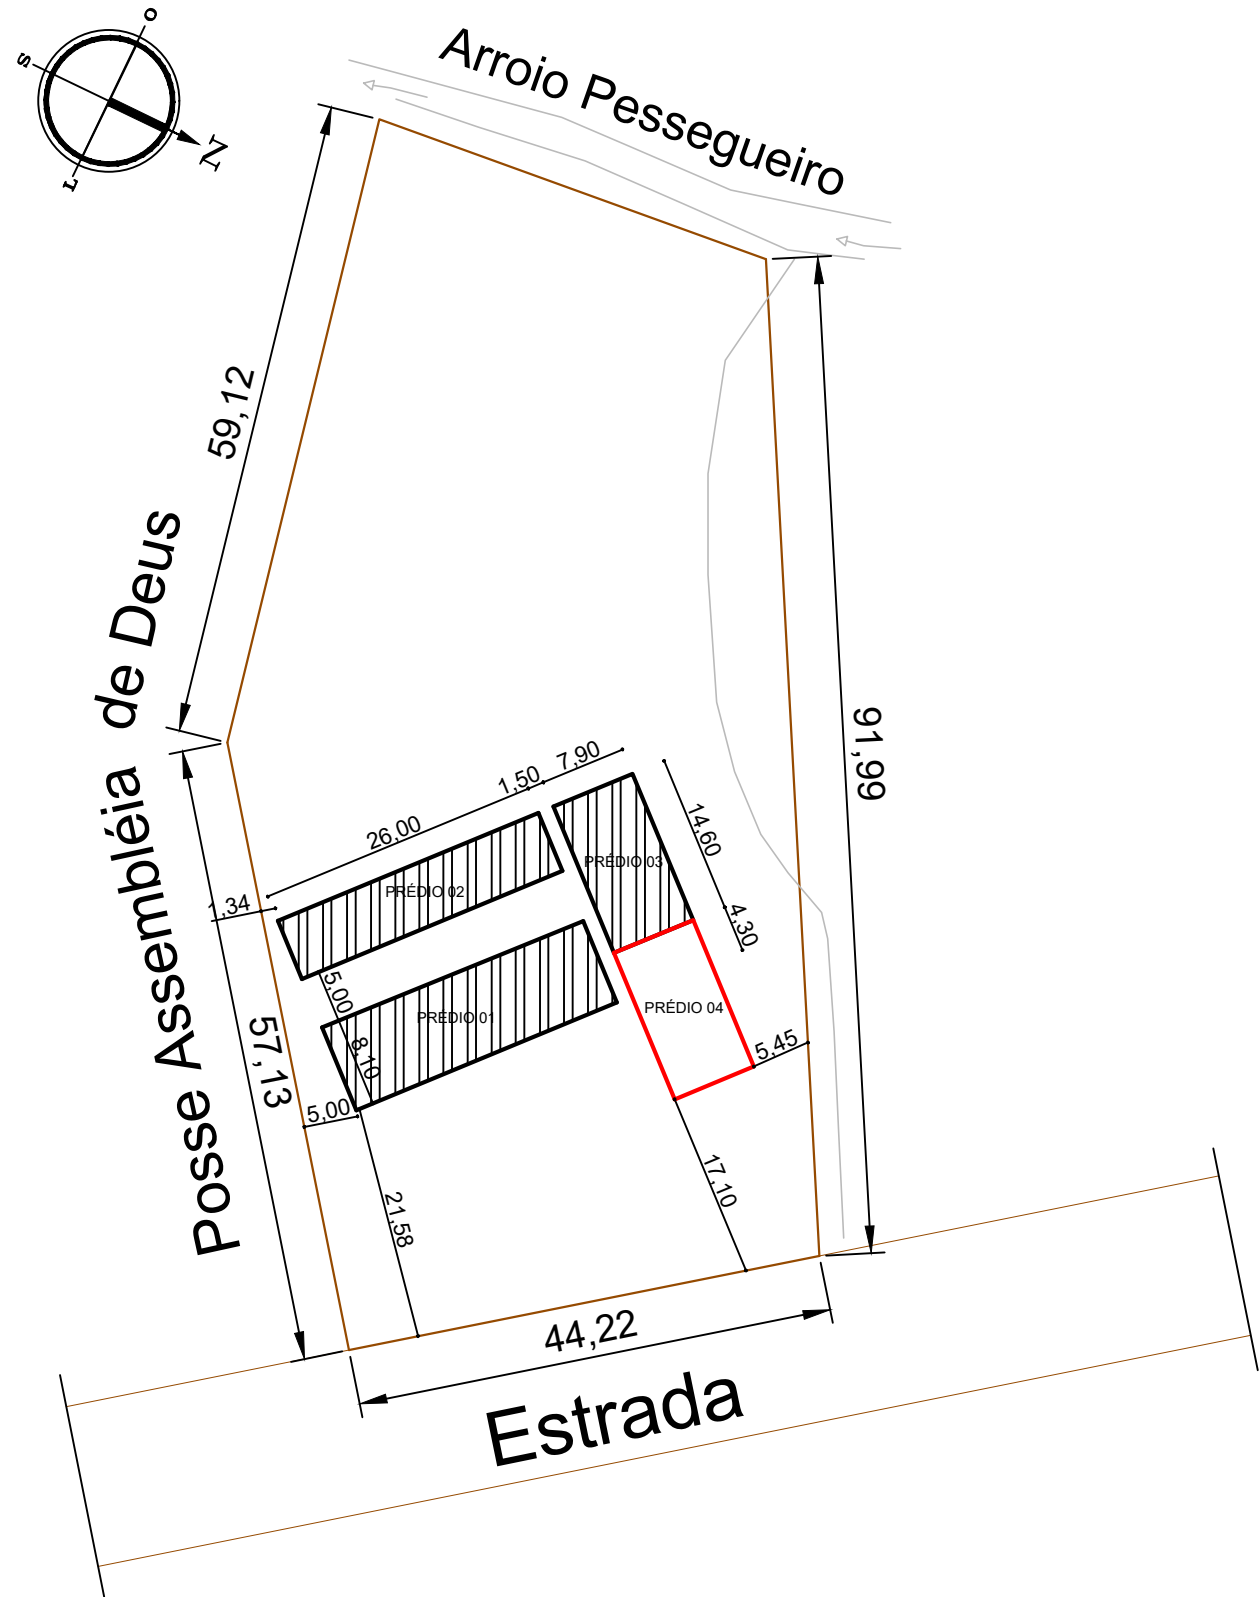 O
S
N
L
Arroio Pessegueiro
59,12
91,99
Posse Assembléia de Deus
57,13
7,90
1,50
26,00
14,60
PRÉDIO 03
PRÉDIO 02
1,34
4,30
5,00
PRÉDIO 01
PRÉDIO 04
8,10
5,45
5,00
17,10
21,58
44,22
Estrada